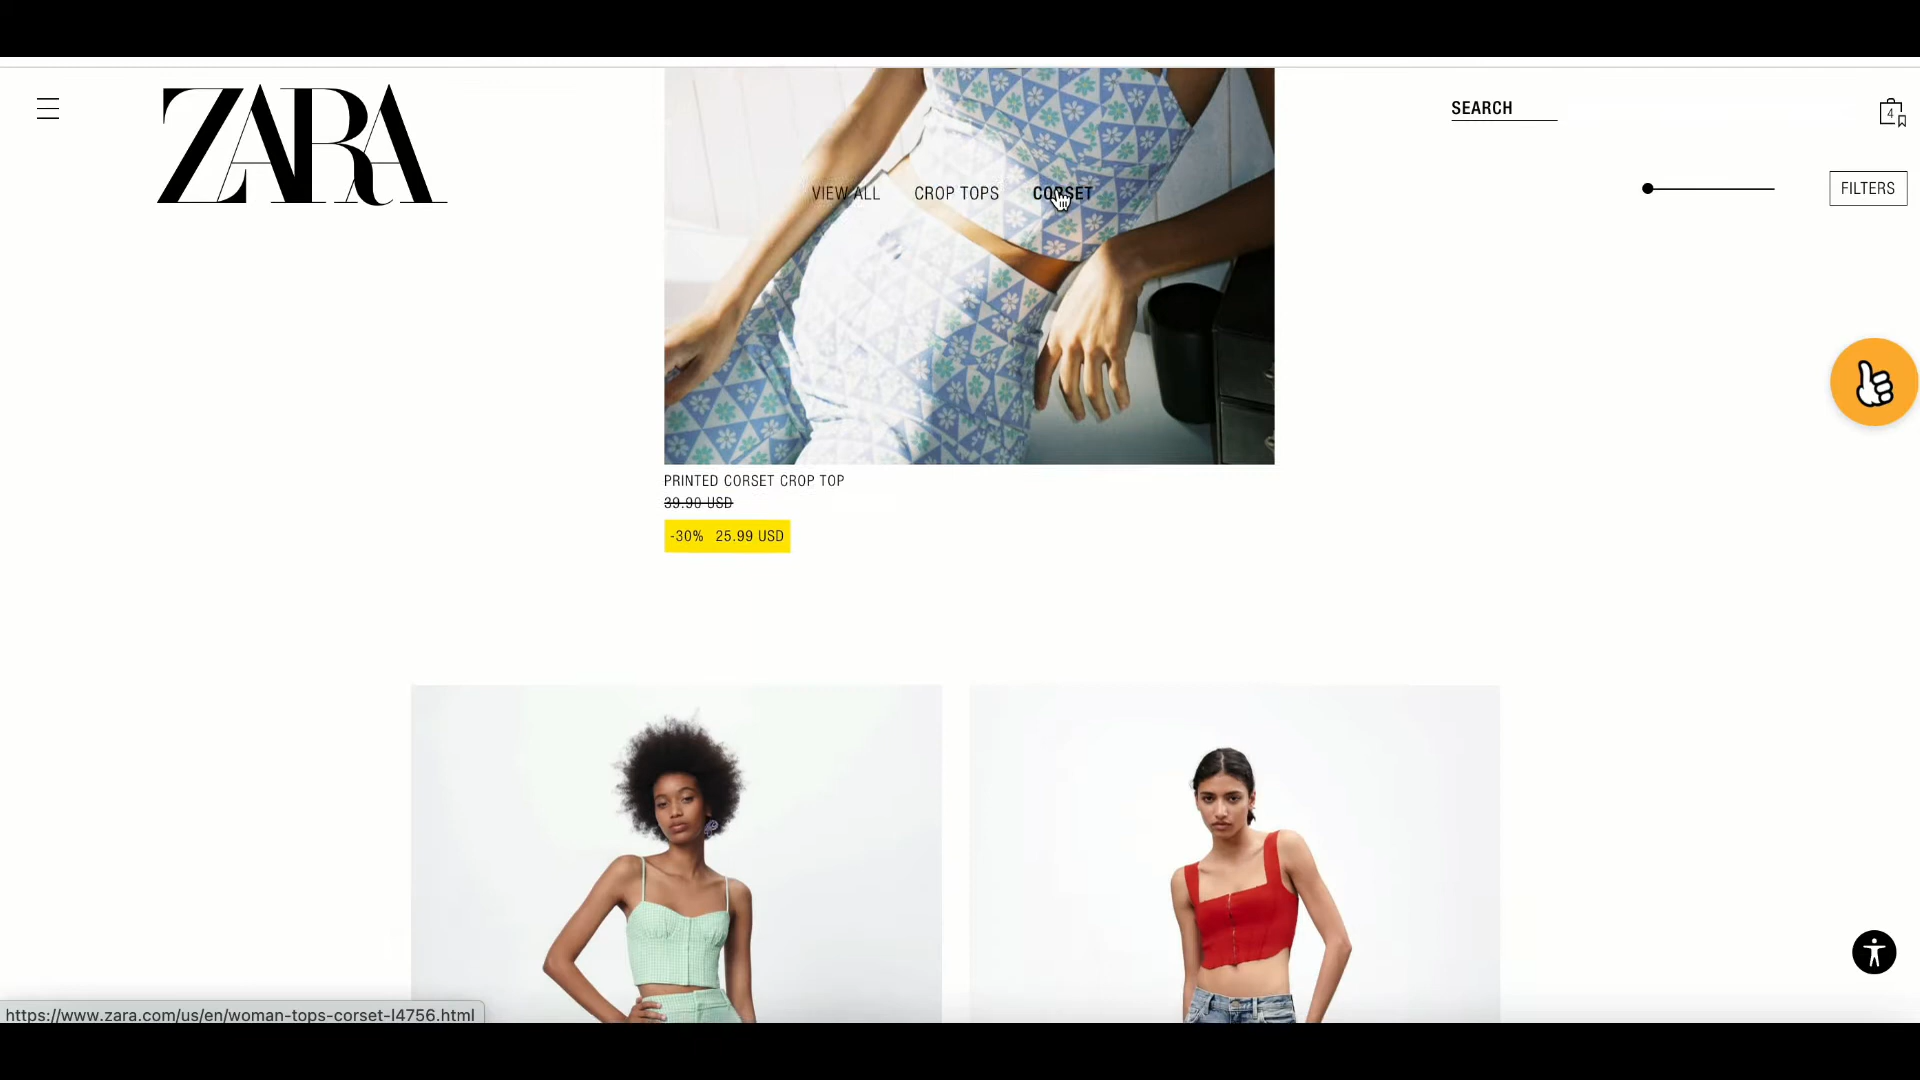 ZARA
SEARCH
4
VIEW ALL CROP TOPS CORSET
FILTERS
PRINTED CORSET CROP TOP
39.90 USD
-30% 25.99 USD
https://www.zara.com/us/en/woman-tops-corset-l4756.html